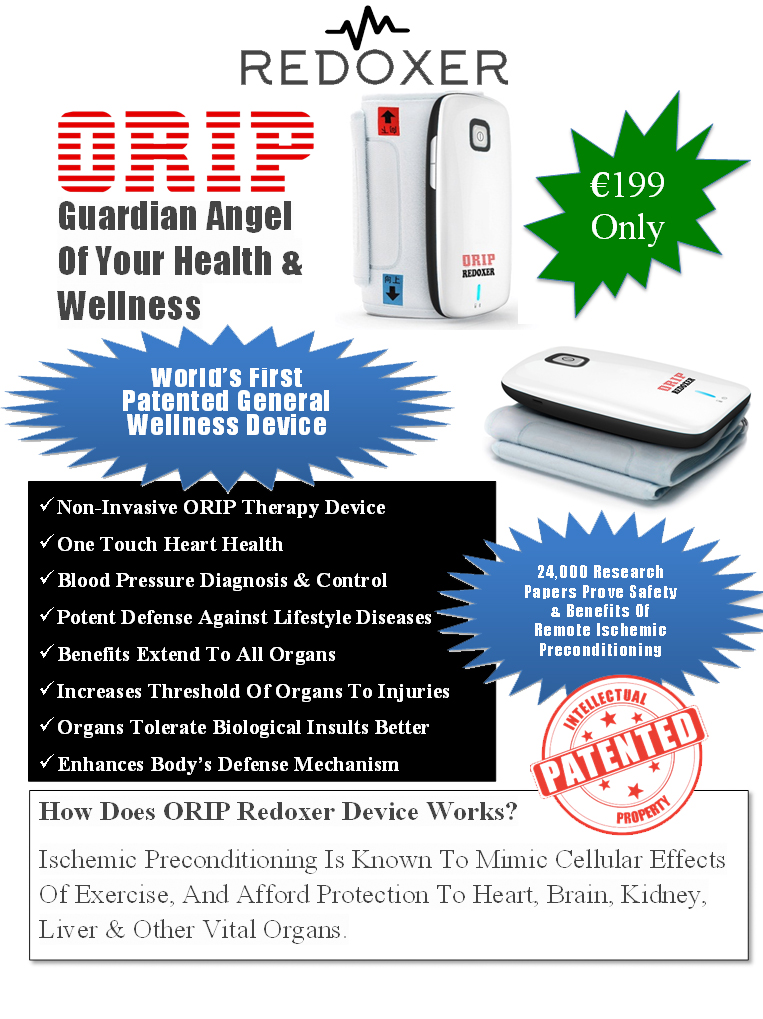 REDOXER
ORIP
Guardian Angel
Of Your Health &
Wellness
向上
ORIP
REDOXER
€199
Only
World's First
Patented General
Wellness Device
ORIP
REDOXER
✓Non-Invasive ORIP Therapy Device
✓One Touch Heart Health
✓Blood Pressure Diagnosis & Control
✓Potent Defense Against Lifestyle Diseases
✓Benefits Extend To All Organs
✓Increases Threshold Of Organs To Injuries
✓Organs Tolerate Biological Insults Better
✓Enhances Body's Defense Mechanism
24,000 Research
Papers Prove Safety
& Benefits Of
Remote Ischemic
Preconditioning
INTELLECTUAL
PATENTED
PROPERTY
How Does ORIP Redoxer Device Works?
Ischemic Preconditioning Is Known To Mimic Cellular Effects
Of Exercise, And Afford Protection To Heart, Brain, Kidney,
Liver & Other Vital Organs.